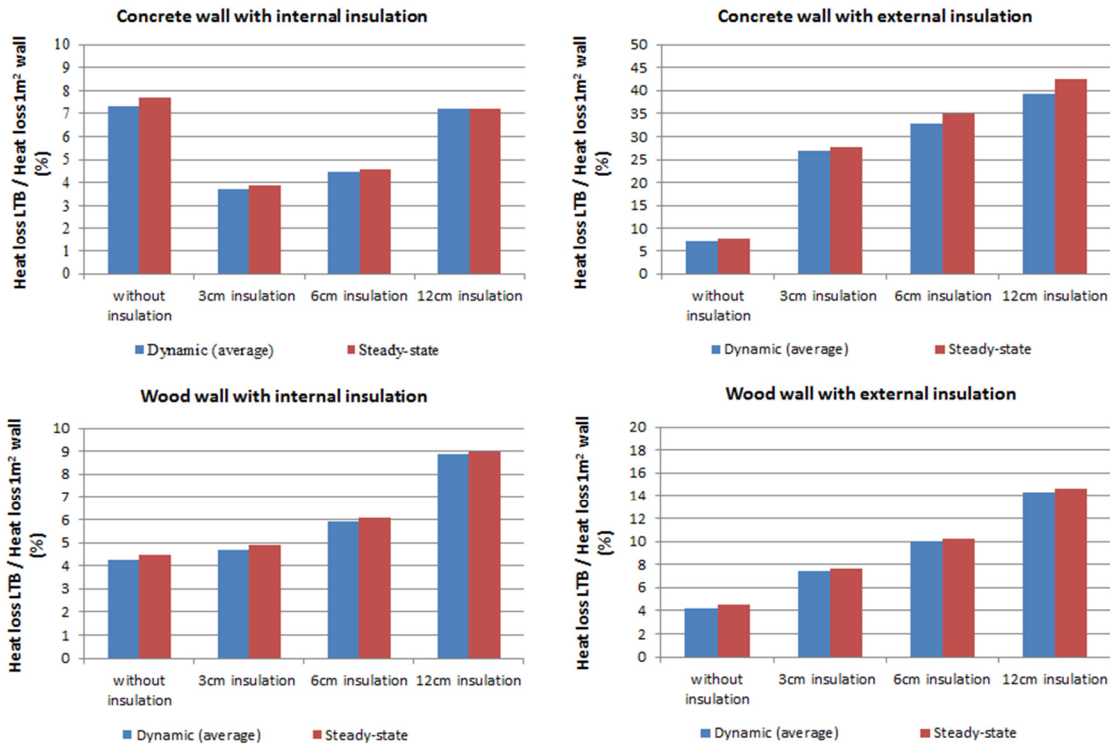 Concrete wall with internal insulation
Heat loss LTB / Heat loss 1m² wall
(%)
10
9
8
7
6
5
4
3
2
1
0
without
insulation
3cm insulation
6cm insulation
12cm insulation
Dynamic (average)
Steady-state
Concrete wall with external insulation
Heat loss LTB / Heat loss 1m² wall
(%)
50
45
40
35
30
25
20
15
10
5
0
without
insulation
3cm insulation
6cm insulation
12cm insulation
Dynamic (average)
Steady-state
Wood wall with internal insulation
Heat loss LTB / Heat loss 1m² wall
(%)
10
9
8
7
6
5
4
3
2
1
0
without
insulation
3cm insulation
6cm insulation
12cm insulation
Dynamic (average)
Steady-state
Wood wall with external insulation
Heat loss LTB / Heat loss 1m² wall
(%)
20
18
16
14
12
10
8
6
4
2
0
without
insulation
3cm insulation
6cm insulation
12cm insulation
Dynamic (average)
Steady-state